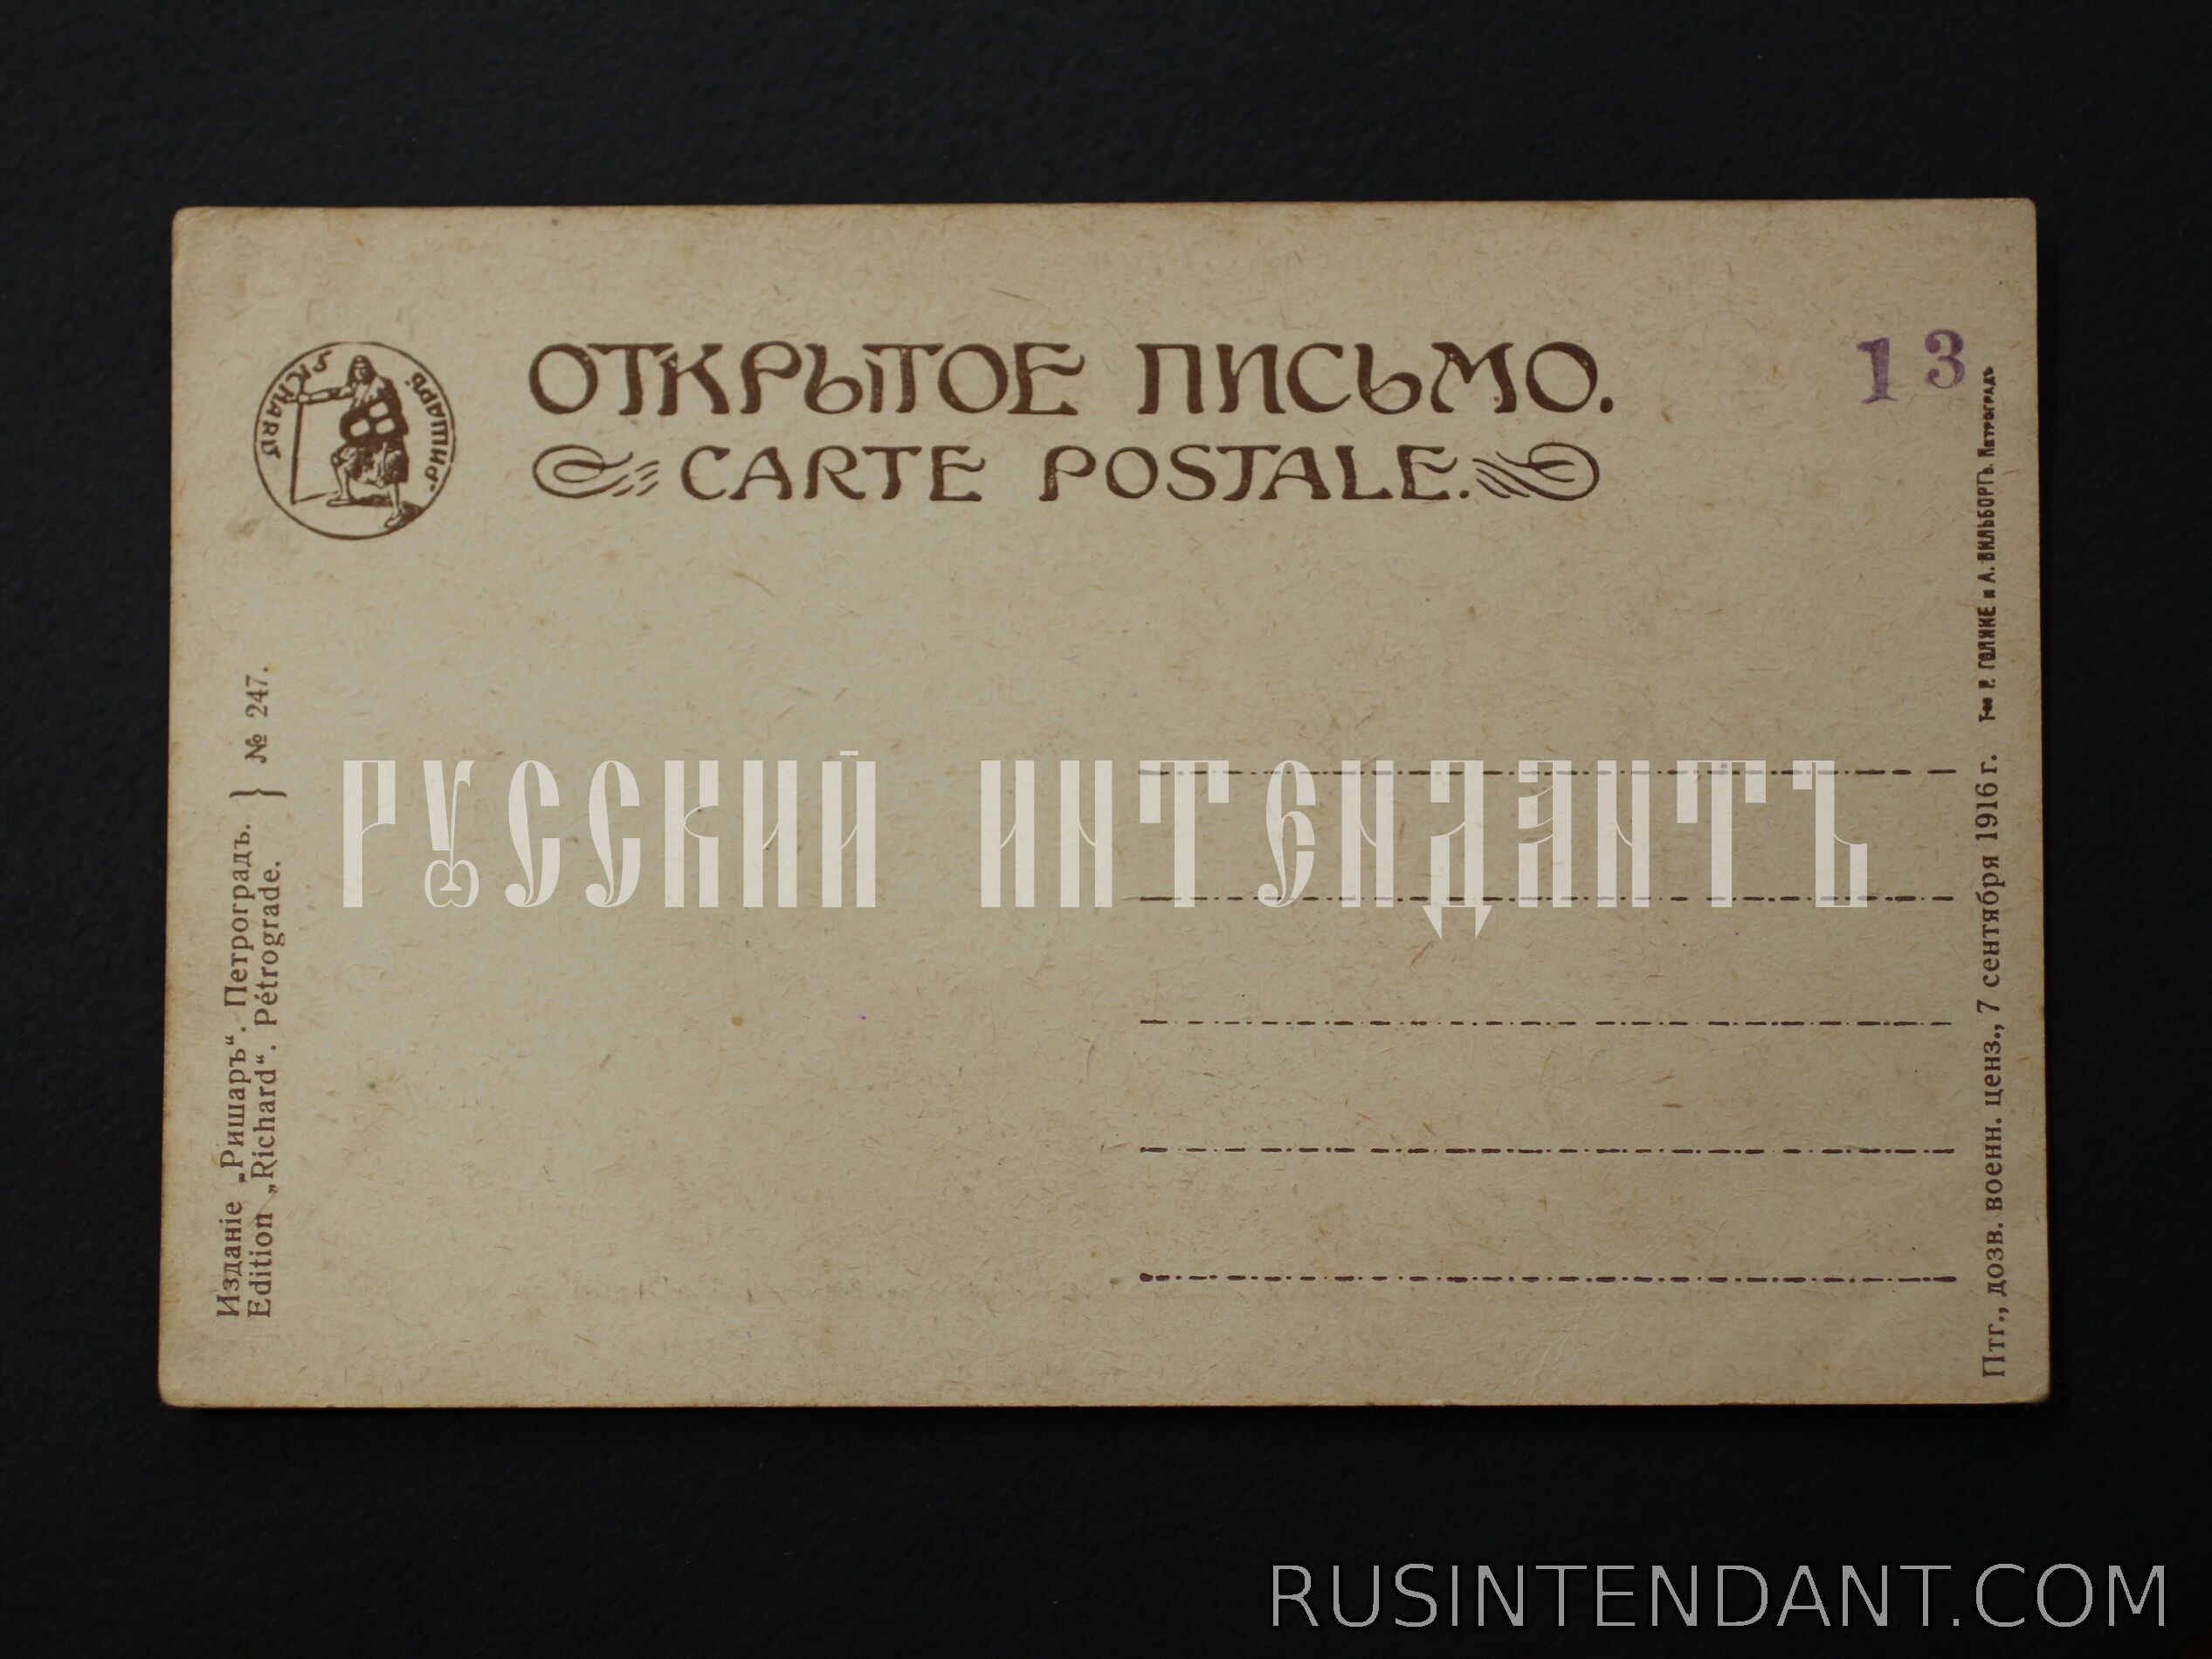 ОТКРЫТОЕ ПИСЬМО.
CARTE POSTALE.
13
„РИШАРЪ“
Изданіе „Ришаръ“. Петроградъ.
Edition „Richard“. Pétrograde.
} № 247.
РУССКИЙ ИНТЕНДАНТЪ
Птг., дозв. военн. ценз., 7 сентября 1916 г. Т-во Р. ГОЛИКЕ и А. ВИЛЬБОРГЪ. Петроградъ
RUSINTENDANT.COM